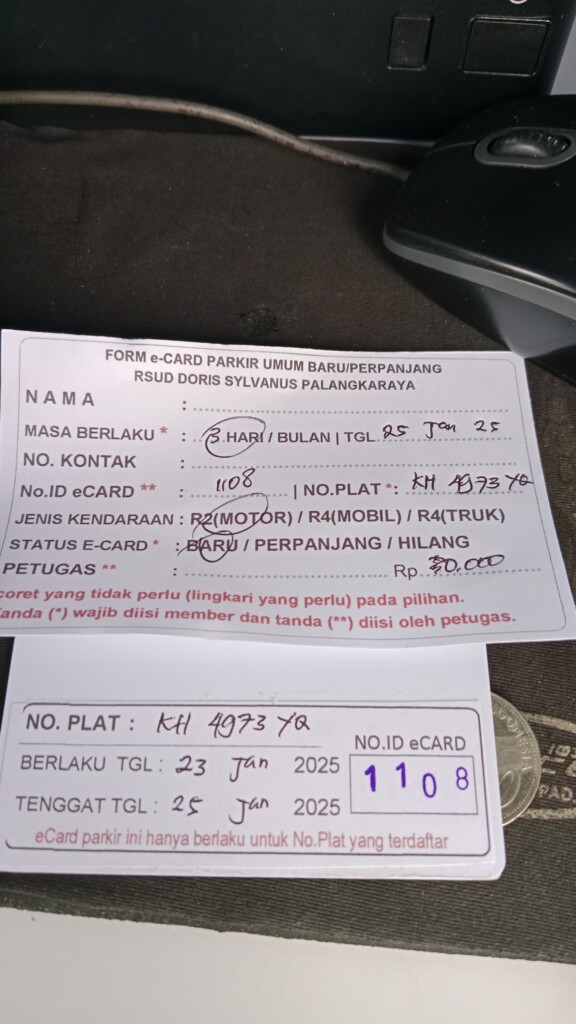 FORM e-CARD PARKIR UMUM BARU/PERPANJANG
RSUD DORIS SYLVANUS PALANGKARAYA
NAMA :
MASA BERLAKU * : 3 HARI / BULAN | TGL 25 Jan 25
NO. KONTAK :
No.ID eCARD ** : 1108 | NO.PLAT *: KH 4973 YQ
JENIS KENDARAAN : R2(MOTOR) / R4(MOBIL) / R4(TRUK)
STATUS E-CARD * : BARU / PERPANJANG / HILANG
PETUGAS ** : Rp 30.000
coret yang tidak perlu (lingkari yang perlu) pada pilihan.
anda (*) wajib diisi member dan tanda (**) diisi oleh petugas.
NO. PLAT : KH 4973 YQ
NO.ID eCARD
BERLAKU TGL : 23 Jan 2025
1108
TENGGAT TGL : 25 Jan 2025
eCard parkir ini hanya berlaku untuk No.Plat yang terdaftar
PAD